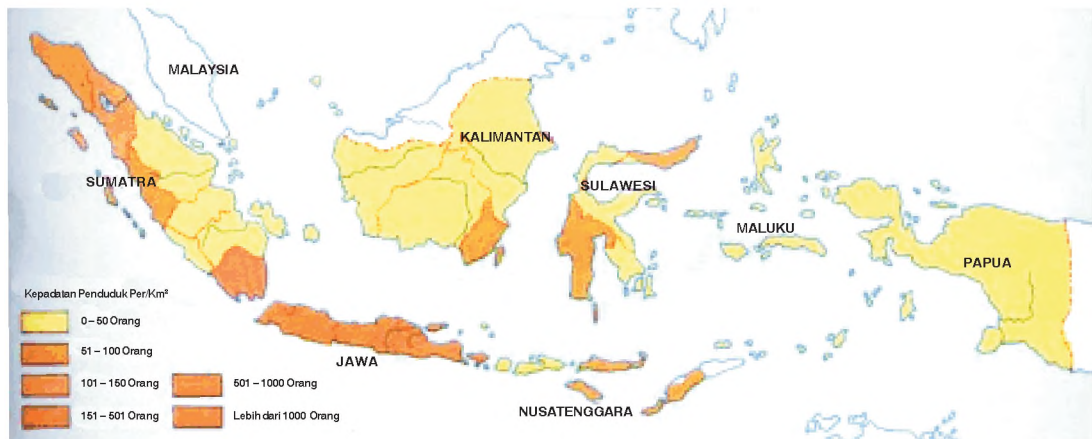 MALAYSIA
KALIMANTAN
SUMATRA
SULAWESI
MALUKU
PAPUA
JAWA
NUSATENGGARA
Kepadatan Penduduk Per/Km²
0 – 50 Orang
51 – 100 Orang
101 – 150 Orang
151 – 501 Orang
501 – 1000 Orang
Lebih dari 1000 Orang